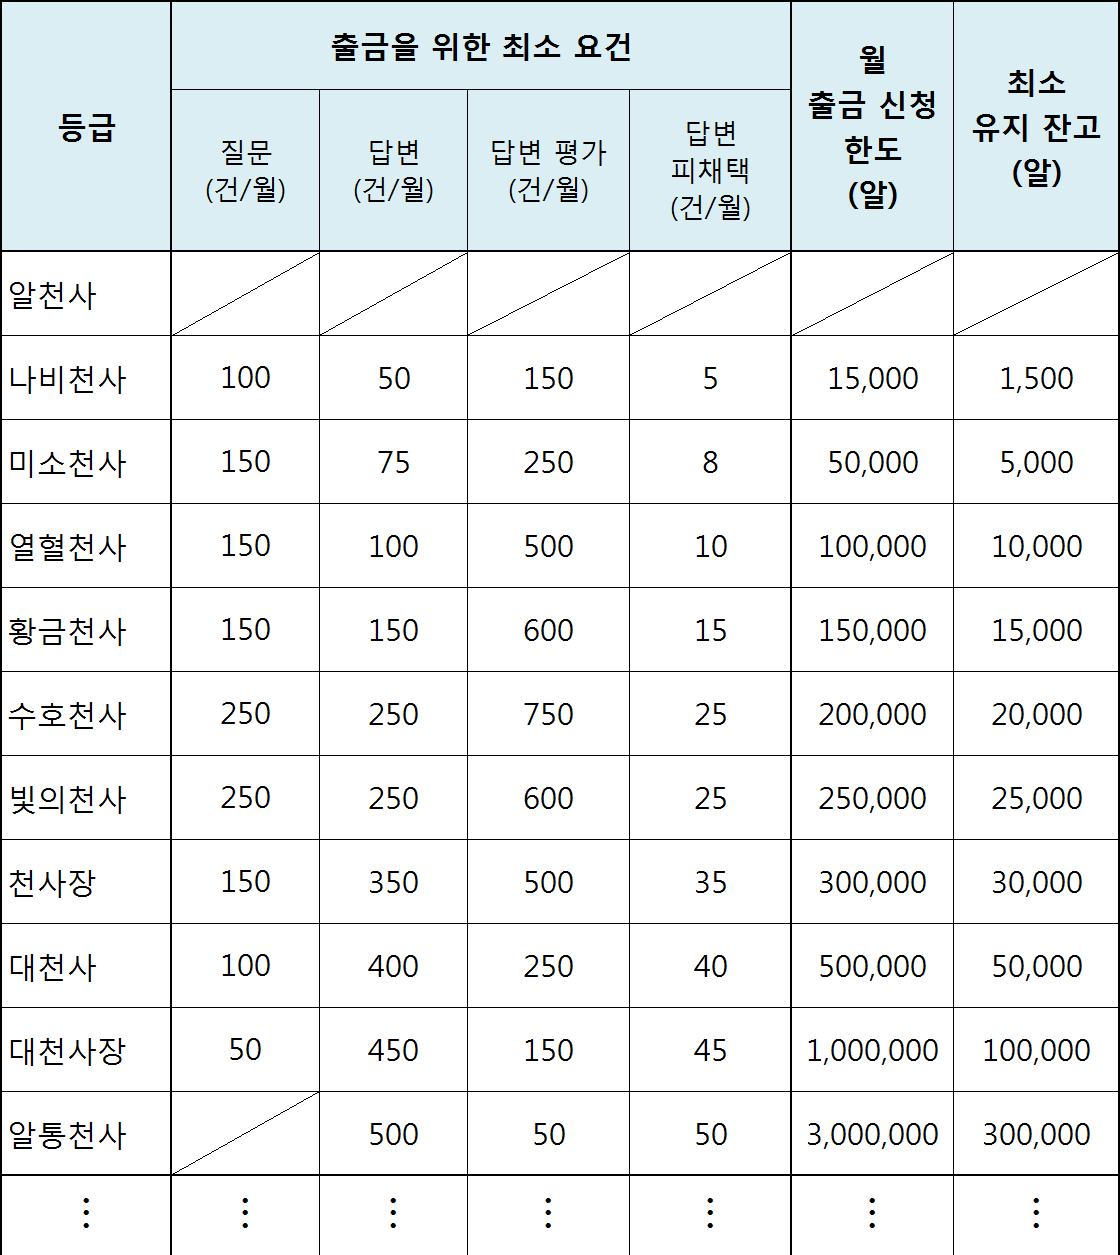 등급
출금을 위한 최소 요건
월
출금 신청
한도
(알)
최소
유지 잔고
(알)
질문
(건/월)
답변
(건/월)
답변 평가
(건/월)
답변
피채택
(건/월)
알천사
나비천사 100 50 150 5 15,000 1,500
미소천사 150 75 250 8 50,000 5,000
열혈천사 150 100 500 10 100,000 10,000
황금천사 150 150 600 15 150,000 15,000
수호천사 250 250 750 25 200,000 20,000
빛의천사 250 250 600 25 250,000 25,000
천사장 150 350 500 35 300,000 30,000
대천사 100 400 250 40 500,000 50,000
대천사장 50 450 150 45 1,000,000 100,000
알통천사 500 50 50 3,000,000 300,000
⋮ ⋮ ⋮ ⋮ ⋮ ⋮ ⋮